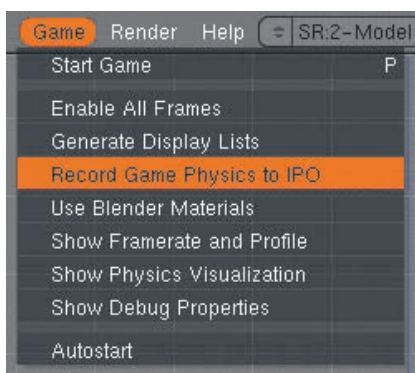 Game Render Help SR:2-Model
Start Game P
Enable All Frames
Generate Display Lists
Record Game Physics to IPO
Use Blender Materials
Show Framerate and Profile
Show Physics Visualization
Show Debug Properties
Autostart